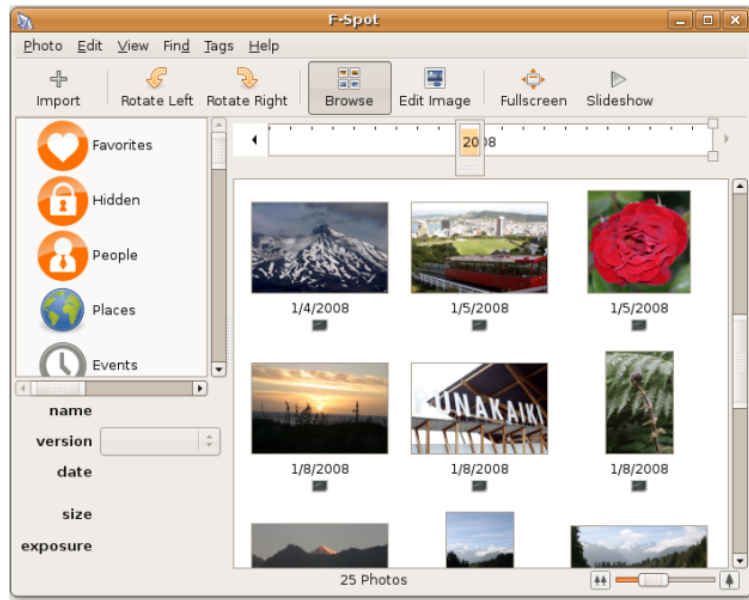 F-Spot
Photo Edit View Find Tags Help
Import Rotate Left Rotate Right Browse Edit Image Fullscreen Slideshow
Favorites
Hidden
People
Places
Events
name
version
date
size
exposure
2008
1/4/2008 1/5/2008 1/5/2008
UNAKAIKI
1/8/2008 1/8/2008 1/8/2008
25 Photos